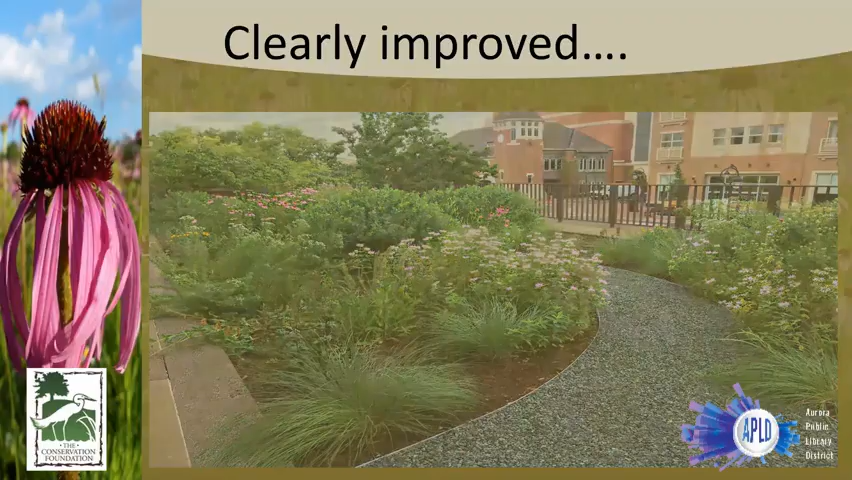 Clearly improved....
• THE •
CONSERVATION
FOUNDATION
APLD
Aurora
Public
Library
District